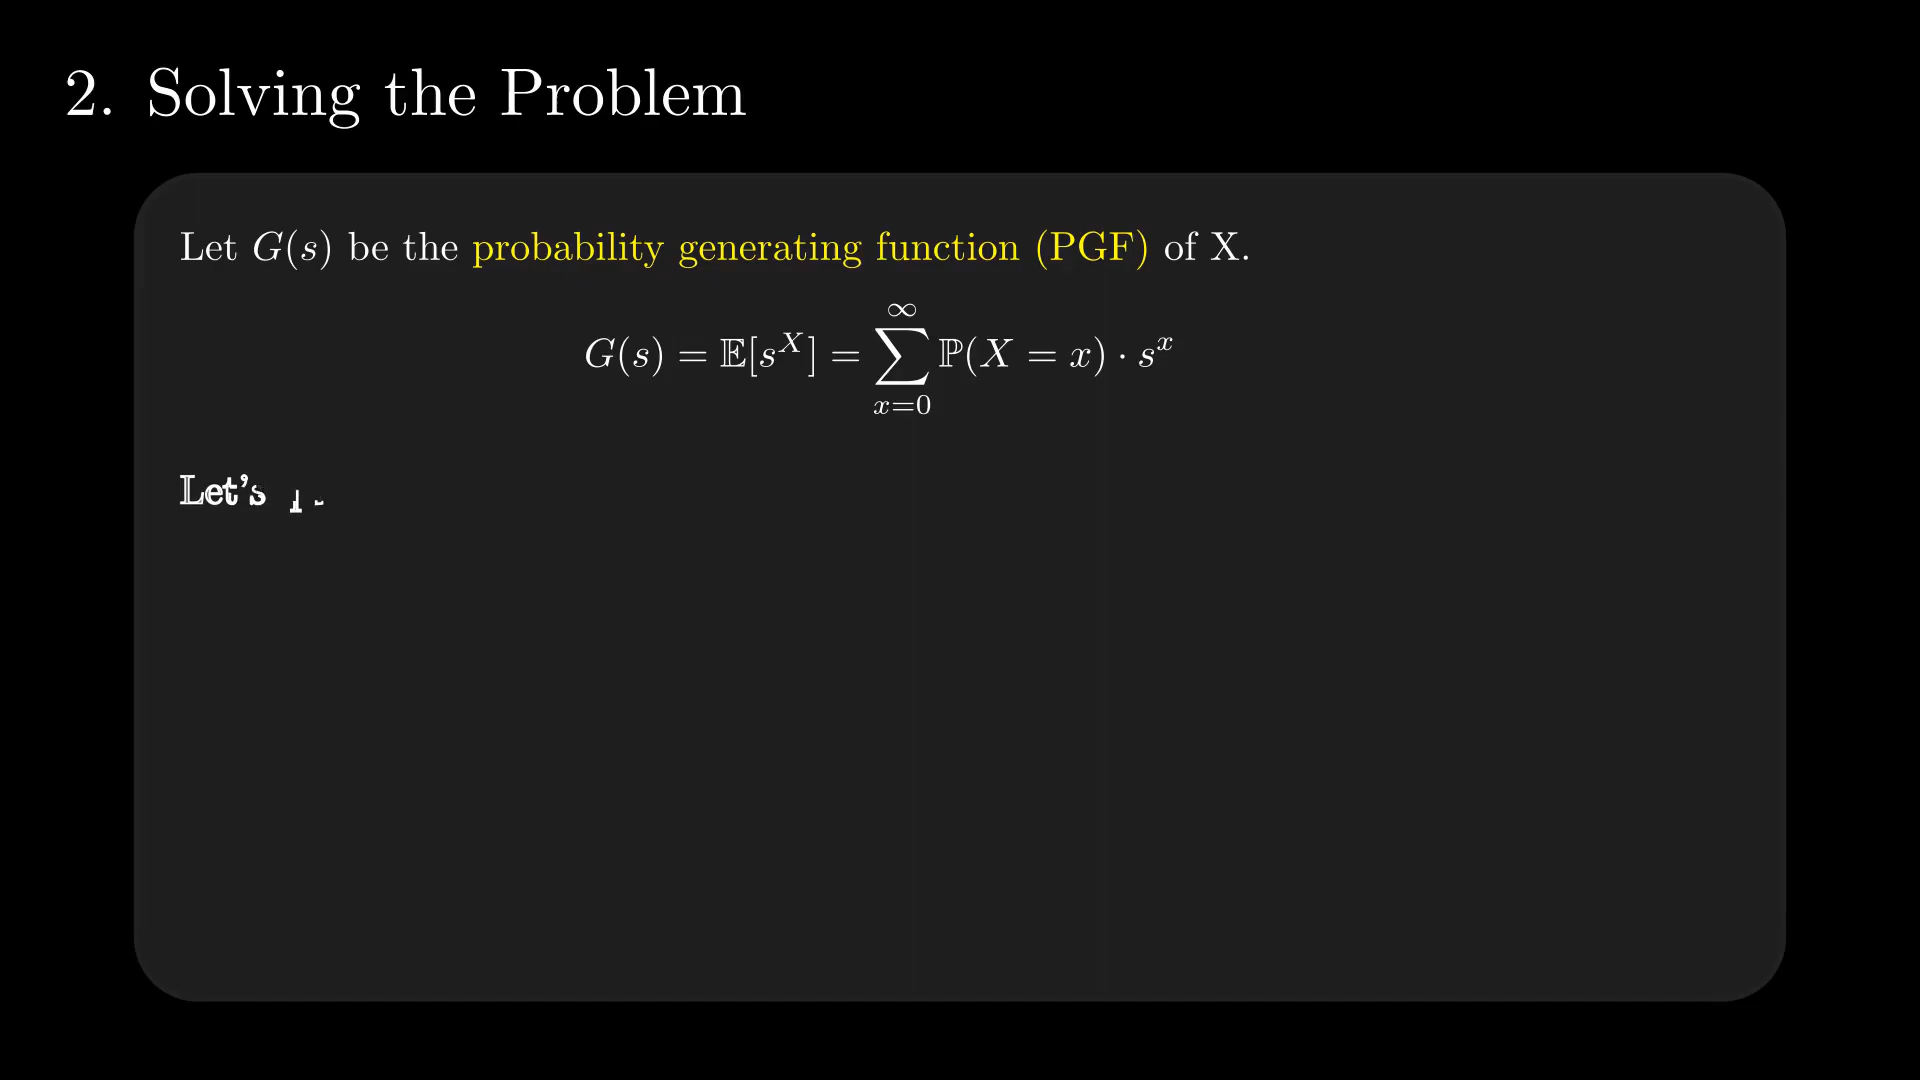 2. Solving the Problem
Let G(s) be the probability generating function (PGF) of X.
G(s) = 𝔼[s^X] = ∑_{x=0}^{∞} ℙ(X = x) · s^x
Let's